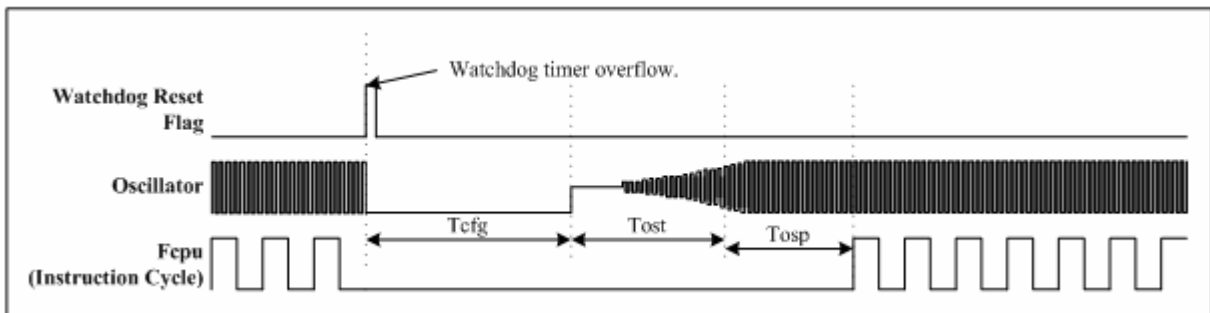 Watchdog timer overflow.
Watchdog Reset
Flag
Oscillator
Tcfg
Tost
Tosp
Fcpu
(Instruction Cycle)